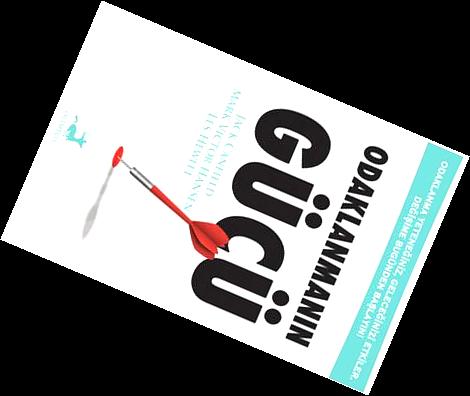 ODAKLANMA YETENEĞİNİZ, GELECEĞİNİZİ ETKİLER.
DEĞİŞİME BUGÜNDEN BAŞLAYIN!
ODAKLANMANIN
GÜCÜ
JACK CANFIELD
MARK VICTOR HANSEN
LES HEWITT